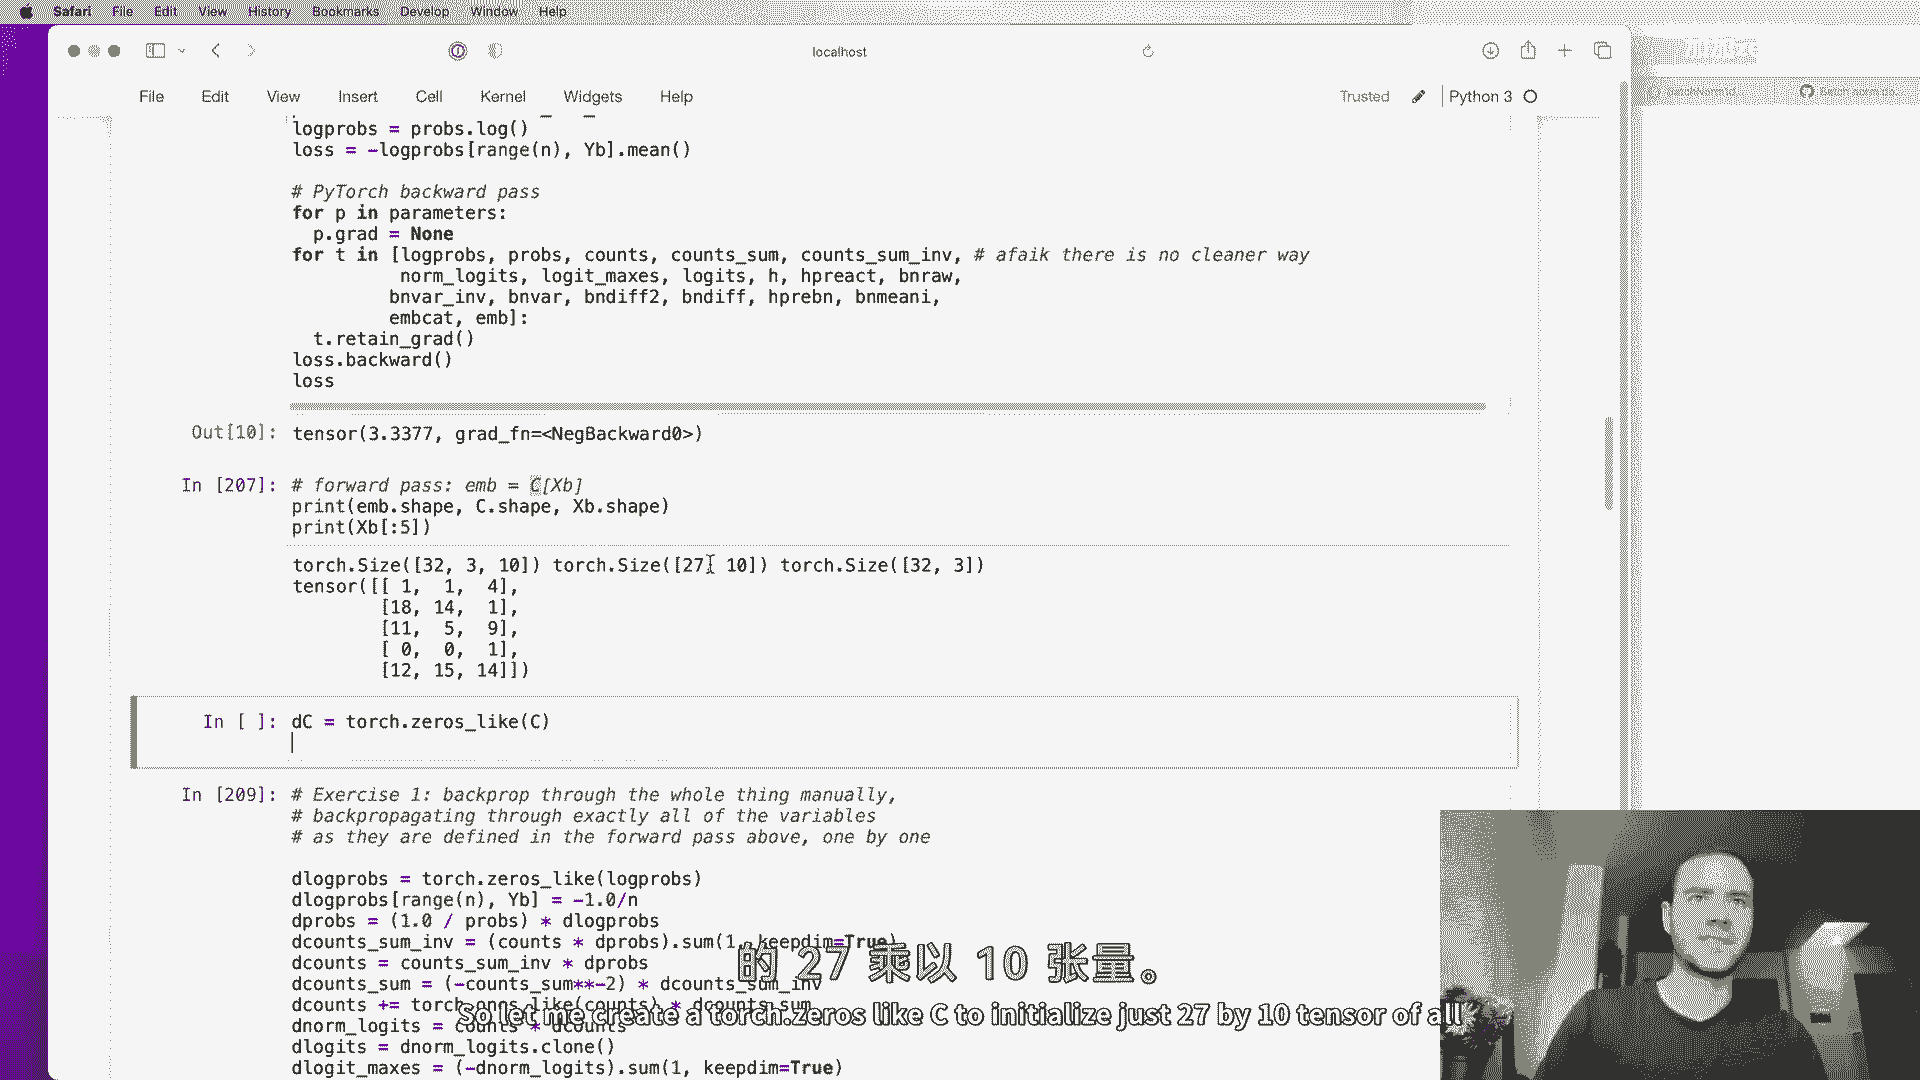 Safari File Edit View History Bookmarks Develop Window Help
localhost
File Edit View Insert Cell Kernel Widgets Help
Trusted Python 3
logprobs = probs.log()
loss = -logprobs[range(n), Yb].mean()
# PyTorch backward pass
for p in parameters:
p.grad = None
for t in [logprobs, probs, counts, counts_sum, counts_sum_inv, # afaik there is no cleaner way
norm_logits, logit_maxes, logits, h, hpreact, bnraw,
bnvar_inv, bnvar, bndiff2, bndiff, hprebn, bnmeani,
embcat, emb]:
t.retain_grad()
loss.backward()
loss
Out[10]: tensor(3.3377, grad_fn=<NegBackward0>)
In [207]: # forward pass: emb = C[Xb]
print(emb.shape, C.shape, Xb.shape)
print(Xb[:5])
torch.Size([32, 3, 10]) torch.Size([27, 10]) torch.Size([32, 3])
tensor([[ 1, 1, 4],
[18, 14, 1],
[11, 5, 9],
[ 0, 0, 1],
[12, 15, 14]])
In [ ]: dC = torch.zeros_like(C)
In [209]: # Exercise 1: backprop through the whole thing manually,
# backpropagating through exactly all of the variables
# as they are defined in the forward pass above, one by one
dlogprobs = torch.zeros_like(logprobs)
dlogprobs[range(n), Yb] = -1.0/n
dprobs = (1.0 / probs) * dlogprobs
dcounts_sum_inv = (counts * dprobs).sum(1, keepdim=True)
dcounts = counts_sum_inv * dprobs
dcounts_sum = (-counts_sum**-2) * dcounts_sum_inv
dcounts += torch.ones_like(counts) * dcounts_sum
dnorm_logits = counts * dcounts
dlogits = dnorm_logits.clone()
dlogit_maxes = (-dnorm_logits).sum(1, keepdim=True)
的 27 乘以 10 张量。
So let me create a torch.zeros like C to initialize just 27 by 10 tensor of all